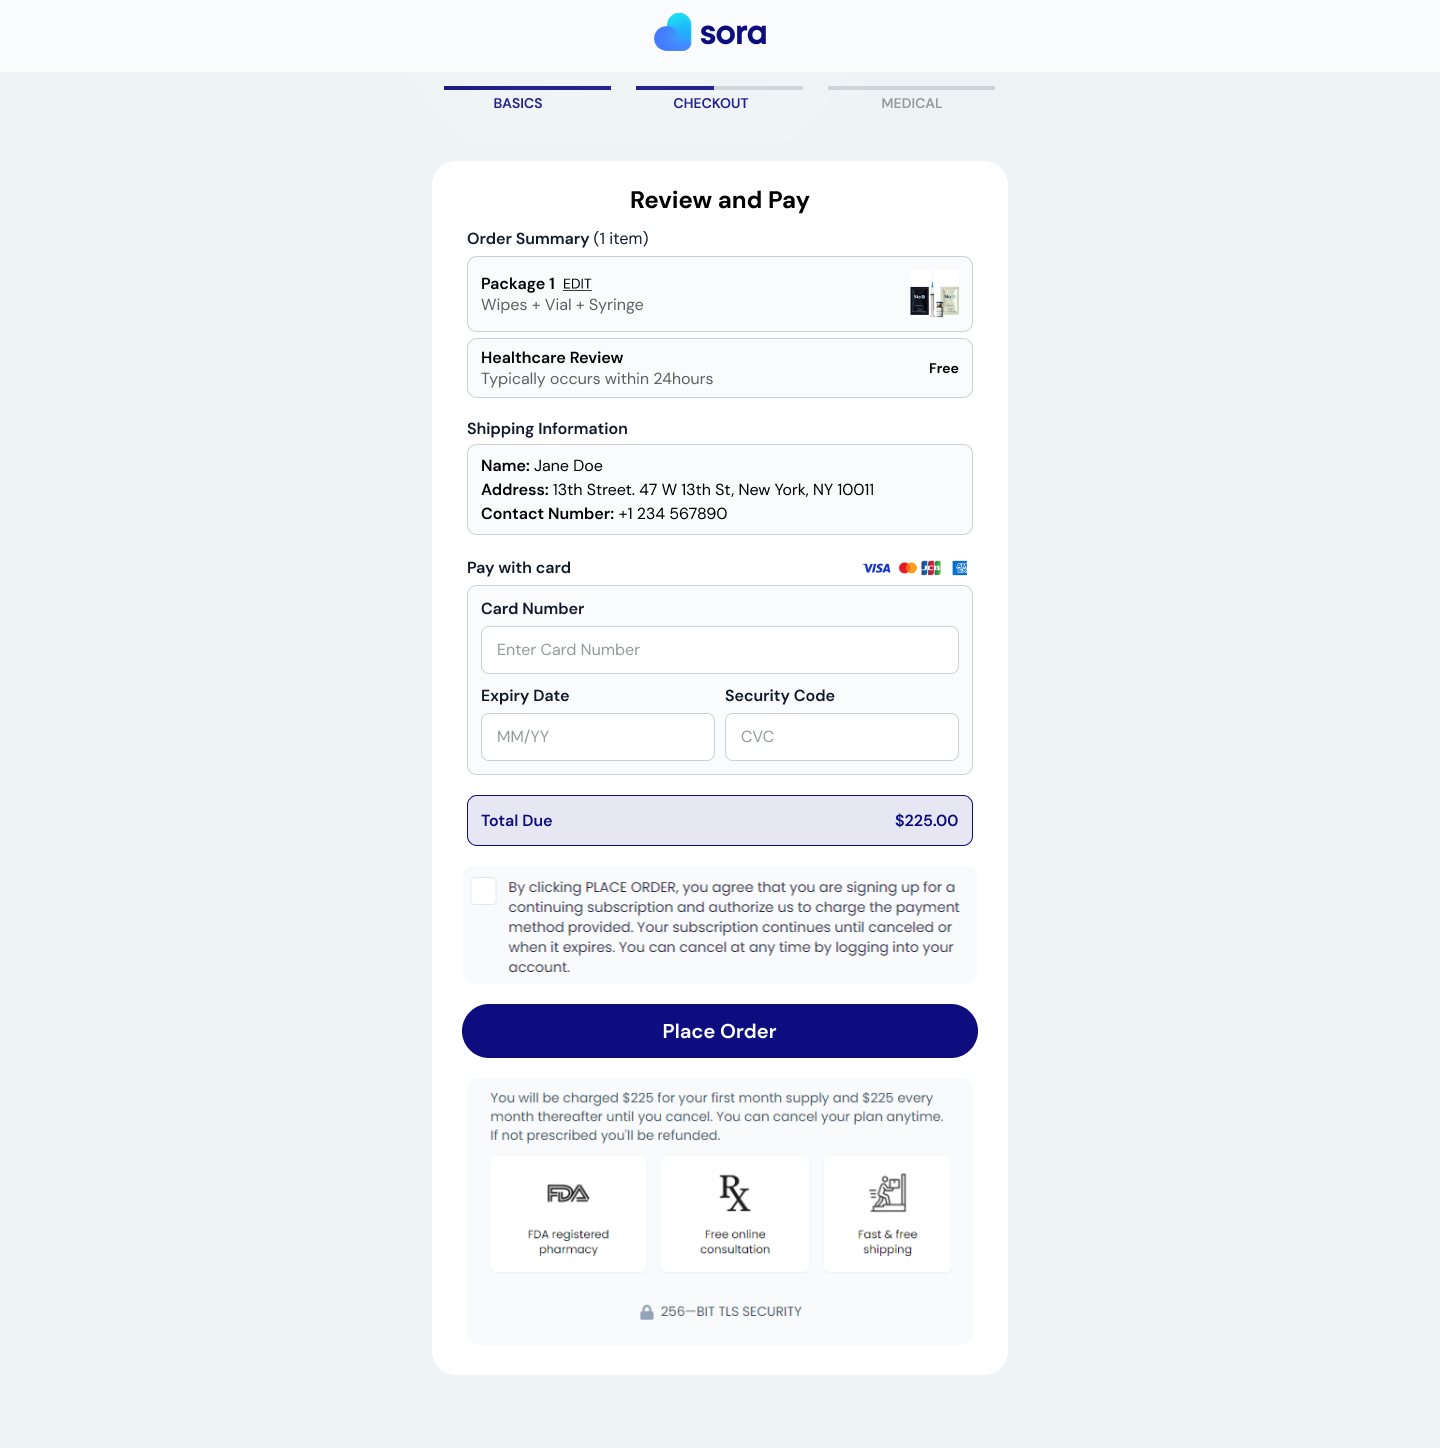 sora
BASICS
CHECKOUT
MEDICAL
Review and Pay
Order Summary (1 item)
Package 1 EDIT
Wipes + Vial + Syringe
Healthcare Review
Typically occurs within 24hours
Free
Shipping Information
Name: Jane Doe
Address: 13th Street. 47 W 13th St, New York, NY 10011
Contact Number: +1 234 567890
Pay with card
VISA
JCB
Card Number
Enter Card Number
Expiry Date
Security Code
MM/YY
CVC
Total Due
$225.00
By clicking PLACE ORDER, you agree that you are signing up for a
continuing subscription and authorize us to charge the payment
method provided. Your subscription continues until canceled or
when it expires. You can cancel at any time by logging into your
account.
Place Order
You will be charged $225 for your first month supply and $225 every
month thereafter until you cancel. You can cancel your plan anytime.
If not prescribed you'll be refunded.
FDA
Rx
FDA registered
pharmacy
Free online
consultation
Fast & free
shipping
256—BIT TLS SECURITY